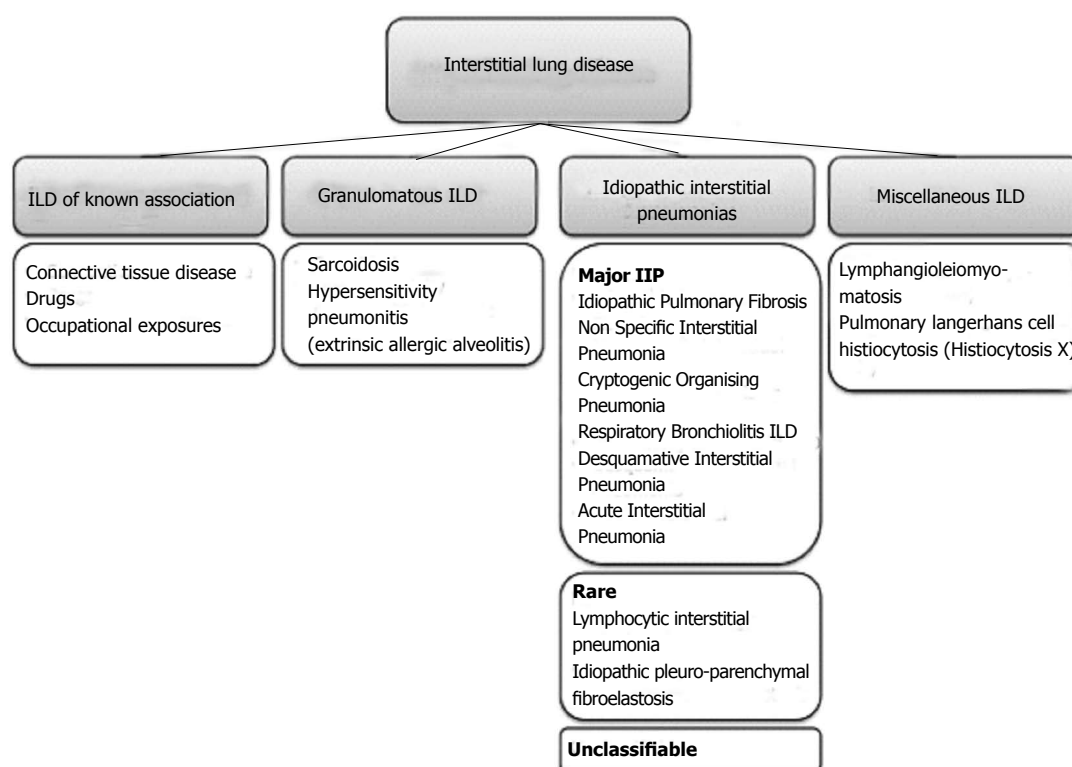 Interstitial lung disease
ILD of known association
Connective tissue disease
Drugs
Occupational exposures
Granulomatous ILD
Sarcoidosis
Hypersensitivity
pneumonitis
(extrinsic allergic alveolitis)
Idiopathic interstitial
pneumonias
Major IIP
Idiopathic Pulmonary Fibrosis
Non Specific Interstitial
Pneumonia
Cryptogenic Organising
Pneumonia
Respiratory Bronchiolitis ILD
Desquamative Interstitial
Pneumonia
Acute Interstitial
Pneumonia
Rare
Lymphocytic interstitial
pneumonia
Idiopathic pleuro-parenchymal
fibroelastosis
Unclassifiable
Miscellaneous ILD
Lymphangioleiomyo-
matosis
Pulmonary langerhans cell
histiocytosis (Histiocytosis X)